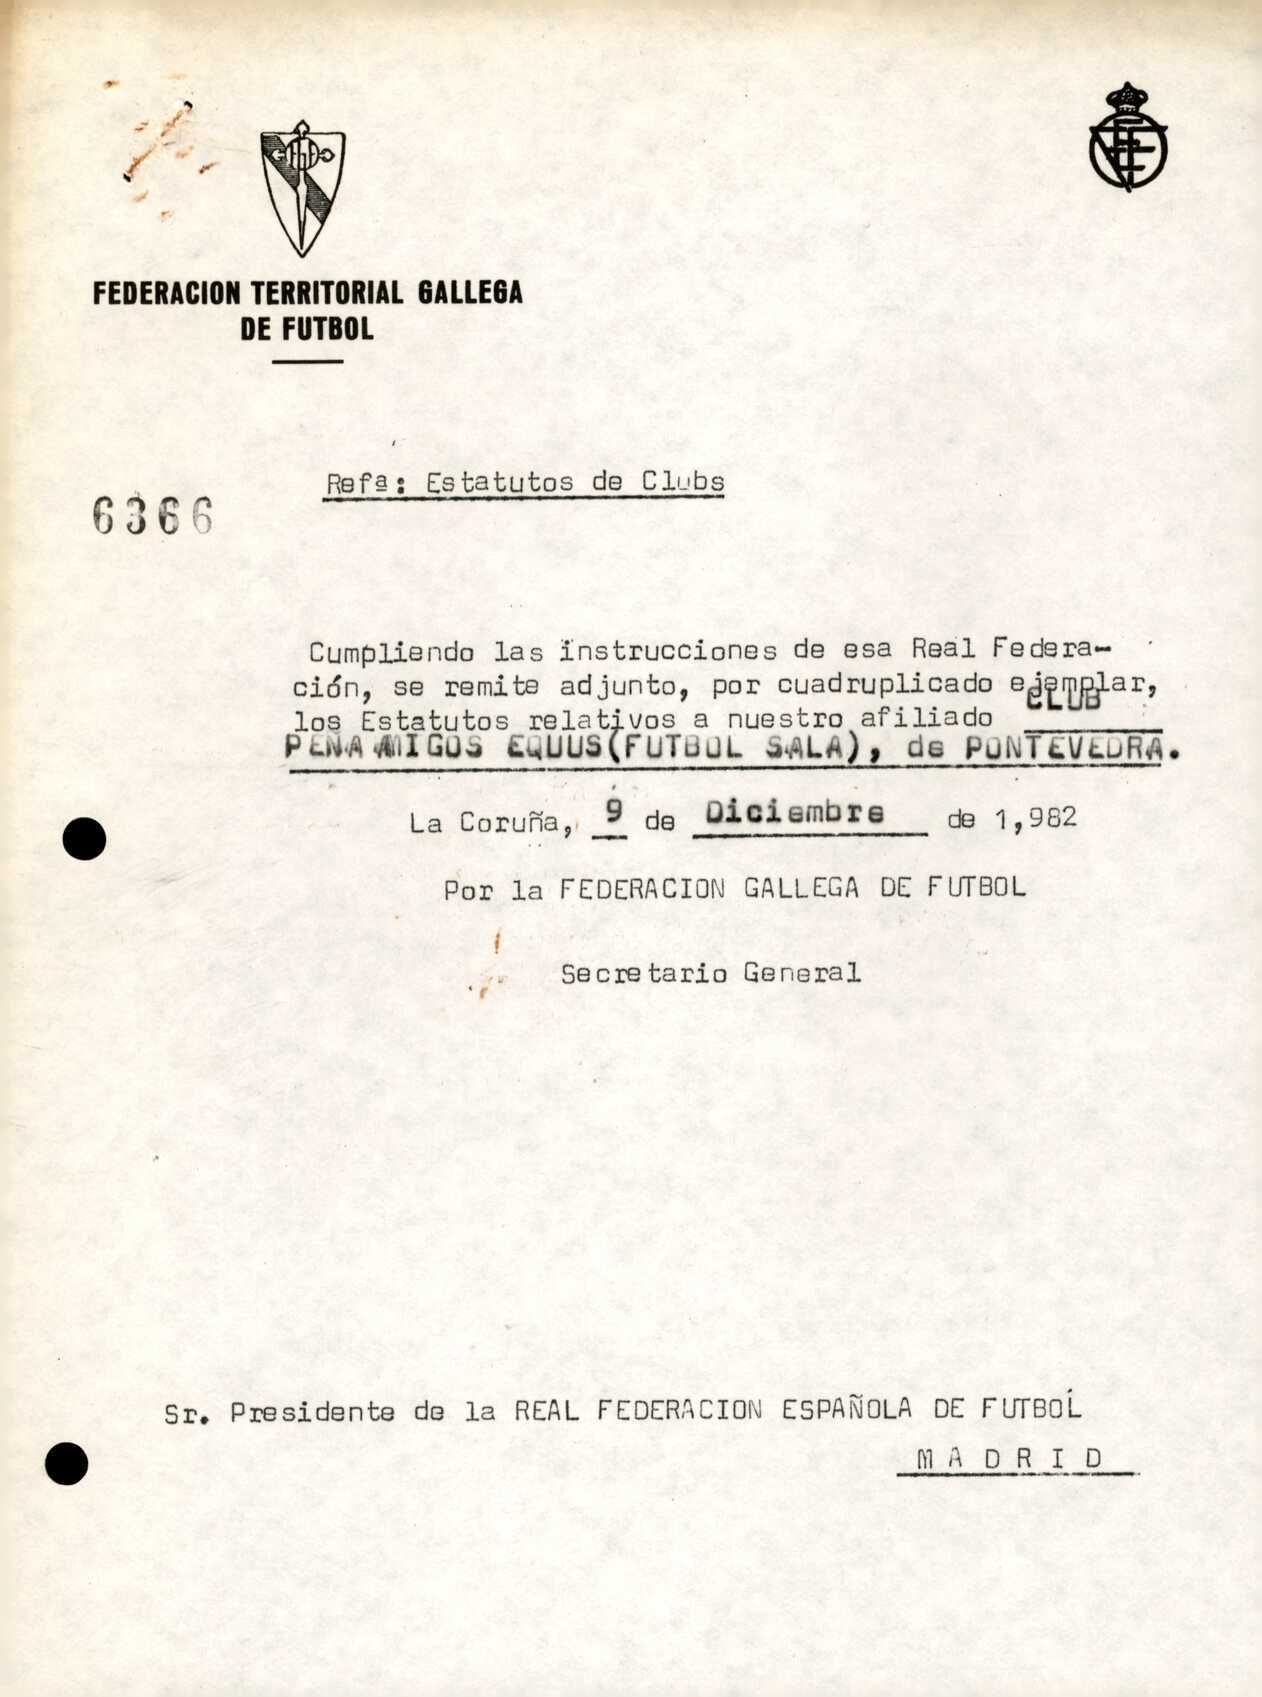 FEDERACION TERRITORIAL GALLEGA
DE FUTBOL
Refª: Estatutos de Clubs
6366
Cumpliendo las instrucciones de esa Real Federa-
ción, se remite adjunto, por cuadruplicado ejemplar,
los Estatutos relativos a nuestro afiliado CLUB
PEÑA AMIGOS EQUUS(FUTBOL SALA), de PONTEVEDRA.
La Coruña, 9 de Diciembre de 1,982
Por la FEDERACION GALLEGA DE FUTBOL
Secretario General
Sr. Presidente de la REAL FEDERACION ESPAÑOLA DE FUTBOL
M A D R I D